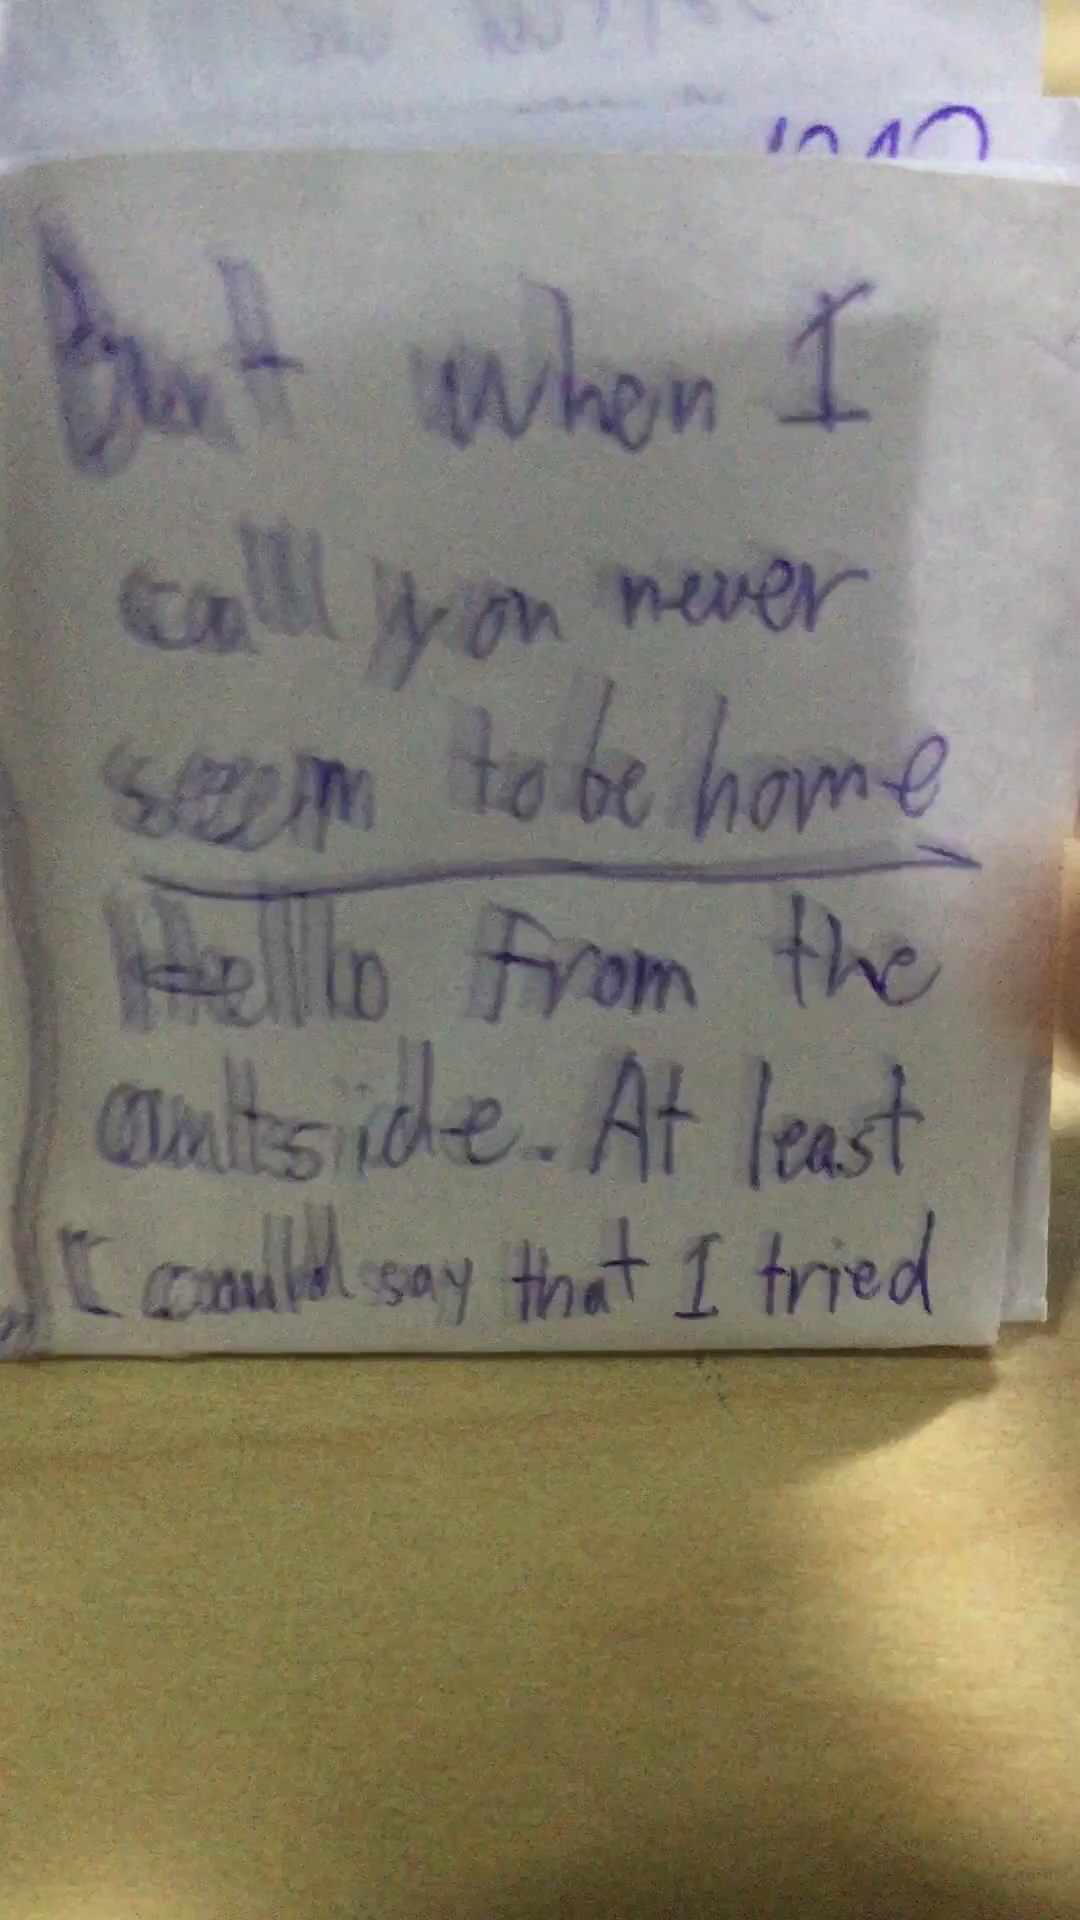 But when I
call you never
seem to be home
Hello from the
outside. At least
I could say that I tried